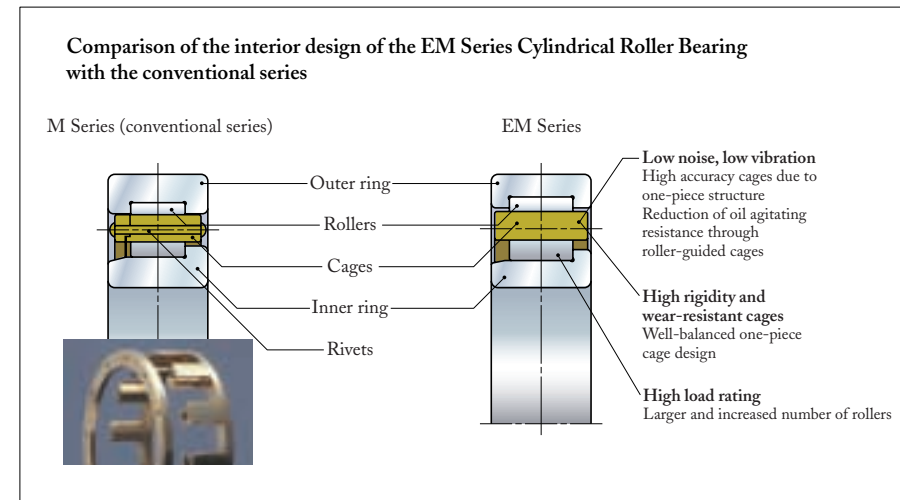 Comparison of the interior design of the EM Series Cylindrical Roller Bearing
with the conventional series
M Series (conventional series)
EM Series
Outer ring
Rollers
Cages
Inner ring
Rivets
Low noise, low vibration
High accuracy cages due to
one-piece structure
Reduction of oil agitating
resistance through
roller-guided cages
High rigidity and
wear-resistant cages
Well-balanced one-piece
cage design
High load rating
Larger and increased number of rollers